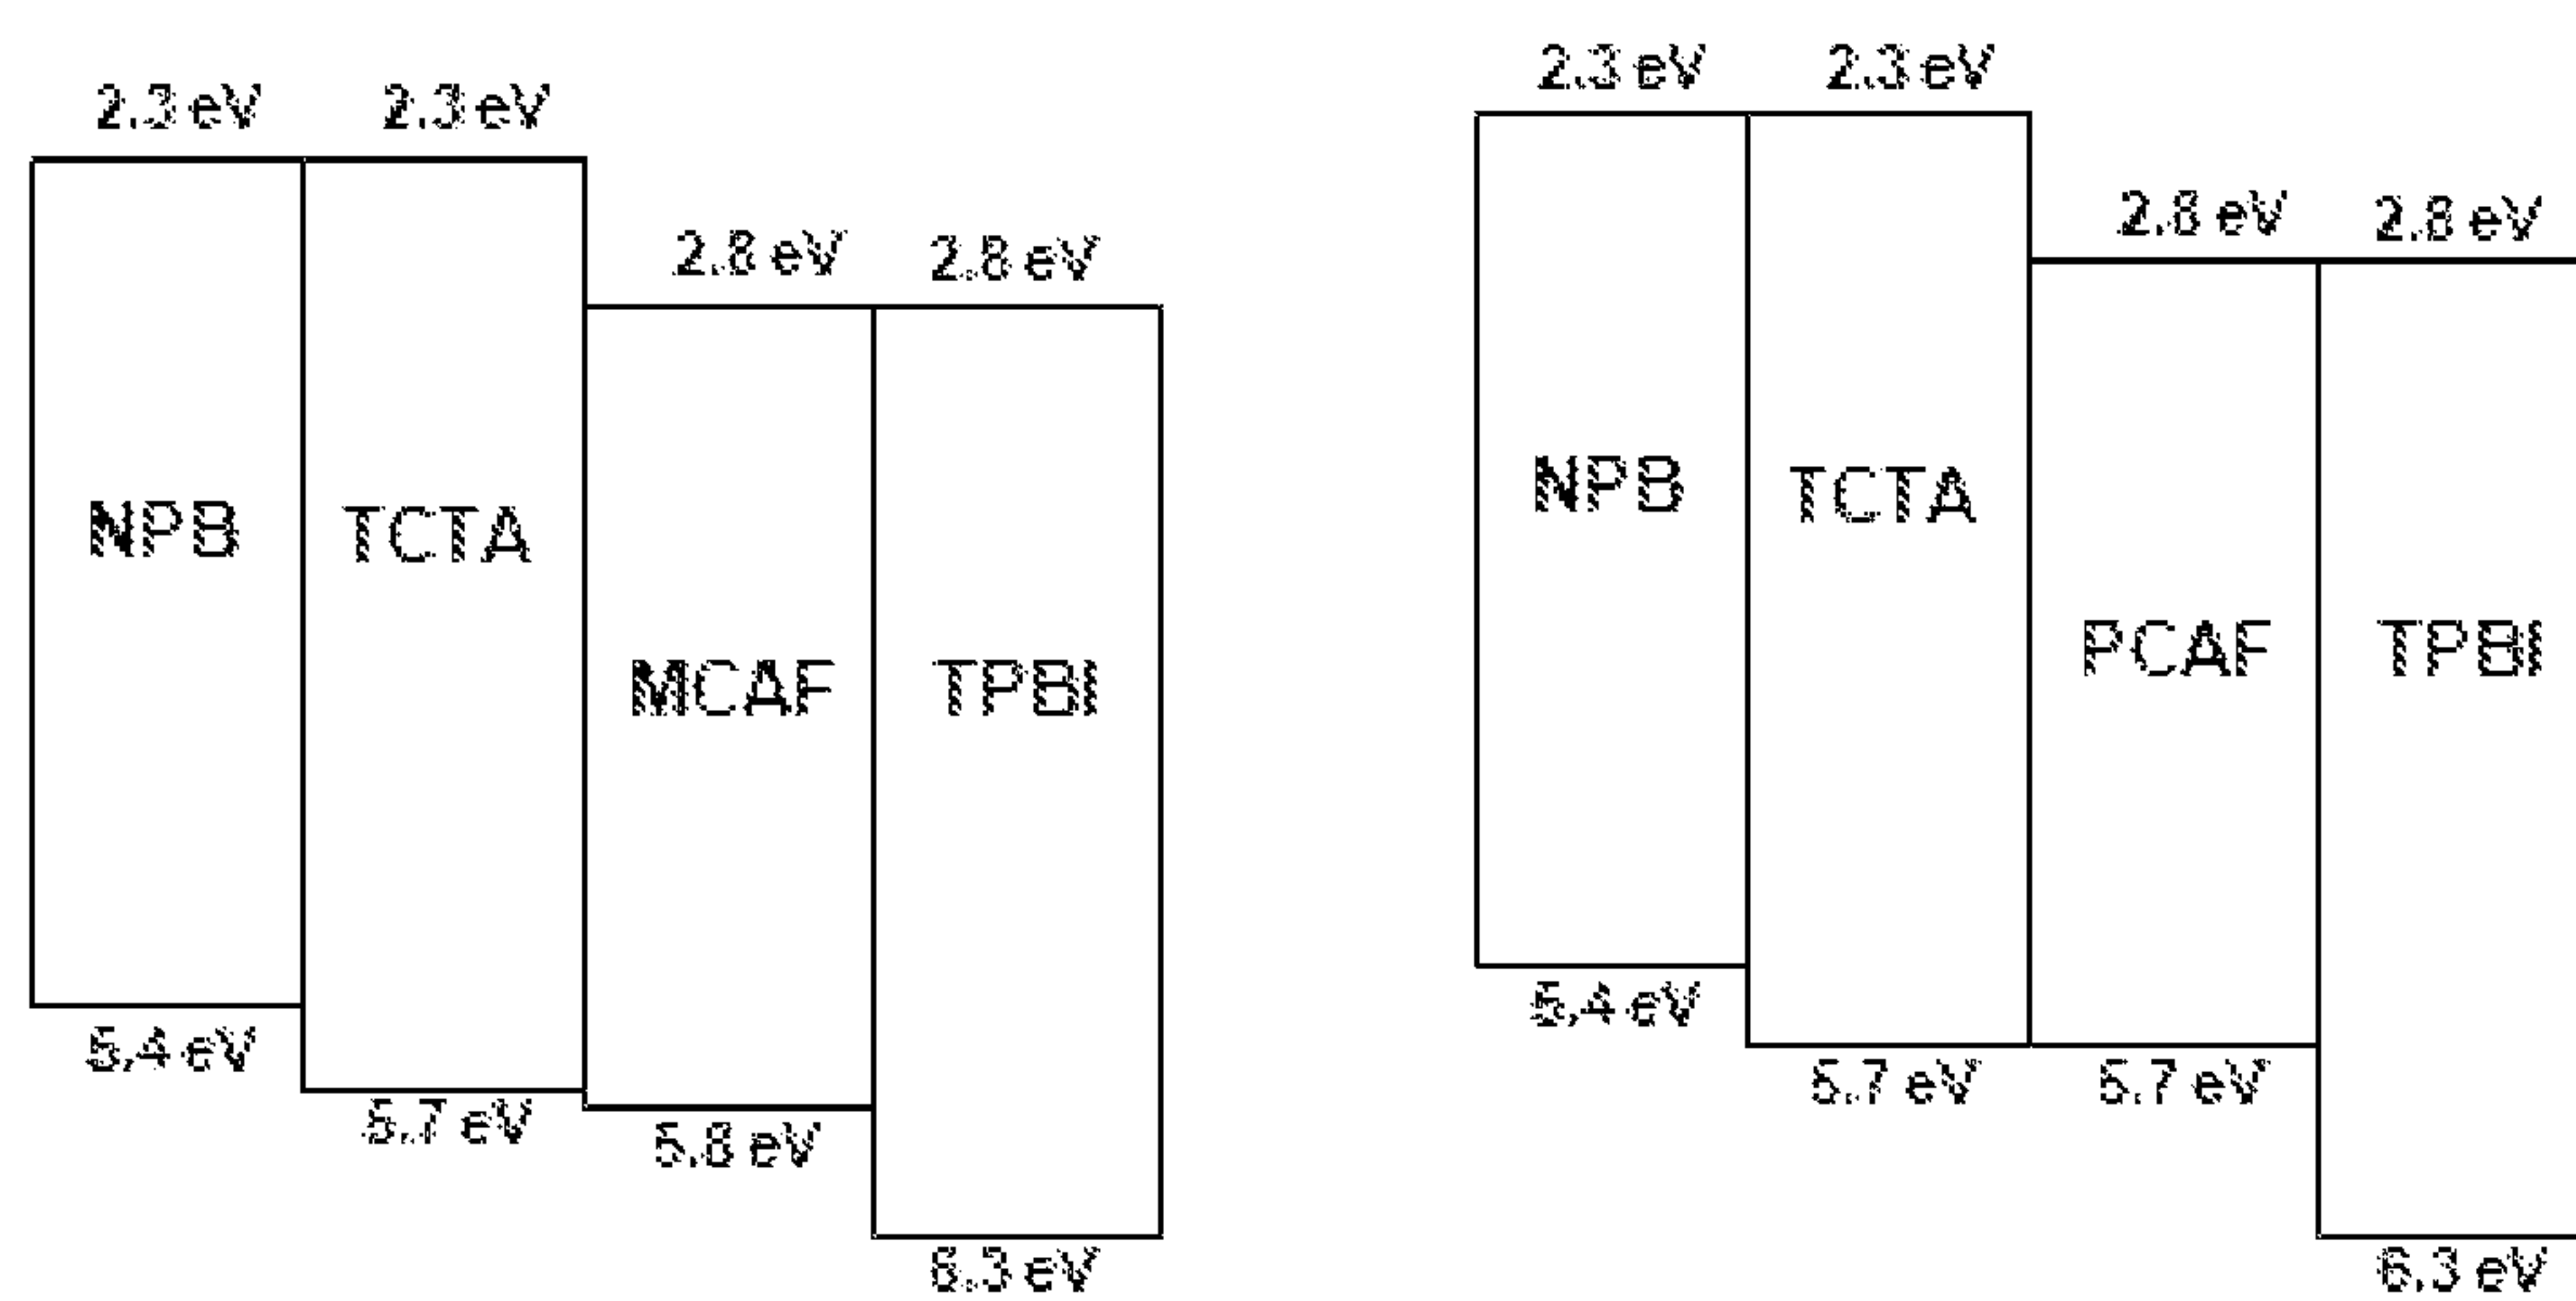 2.3 eV 2.3 eV
2.8 eV 2.8 eV
NPB TCTA
MCAF TPBI
5.4 eV
5.7 eV
5.8 eV
6.3 eV
2.3 eV 2.3 eV
2.8 eV 2.8 eV
NPB TCTA
PCAF TPBI
5.4 eV
5.7 eV 5.7 eV
6.3 eV